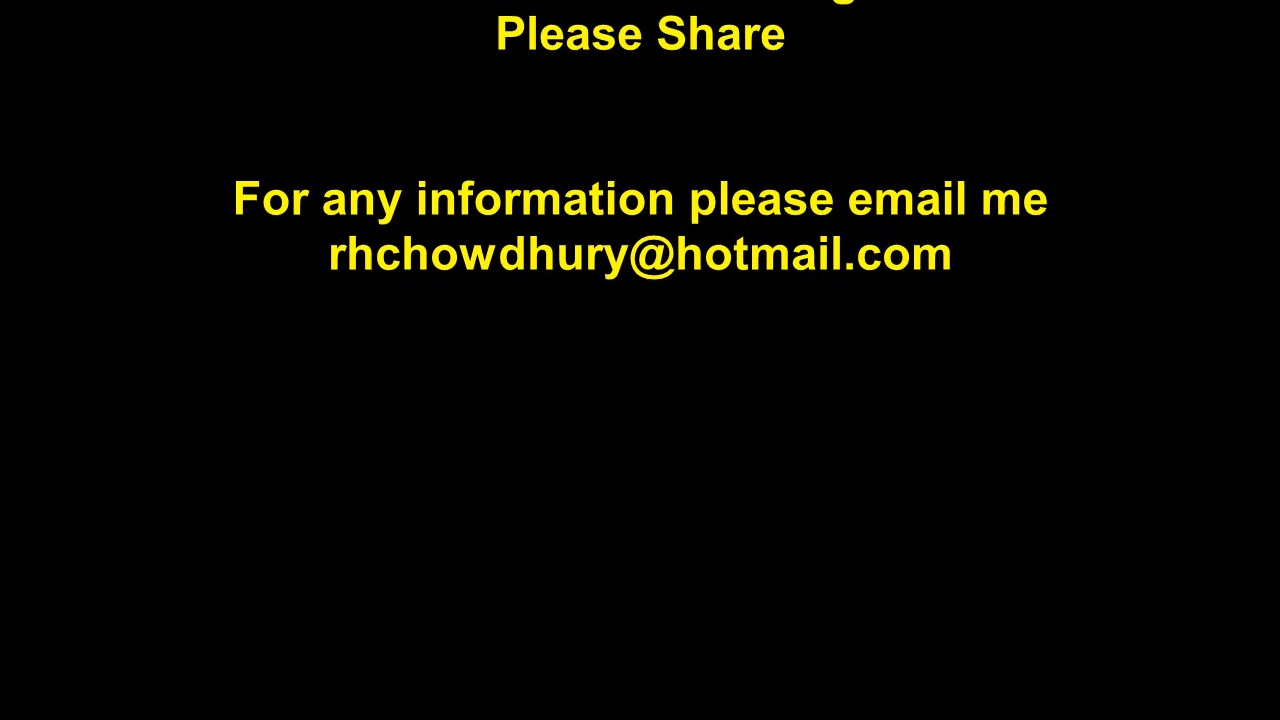 Please Share
For any information please email me
rhchowdhury@hotmail.com